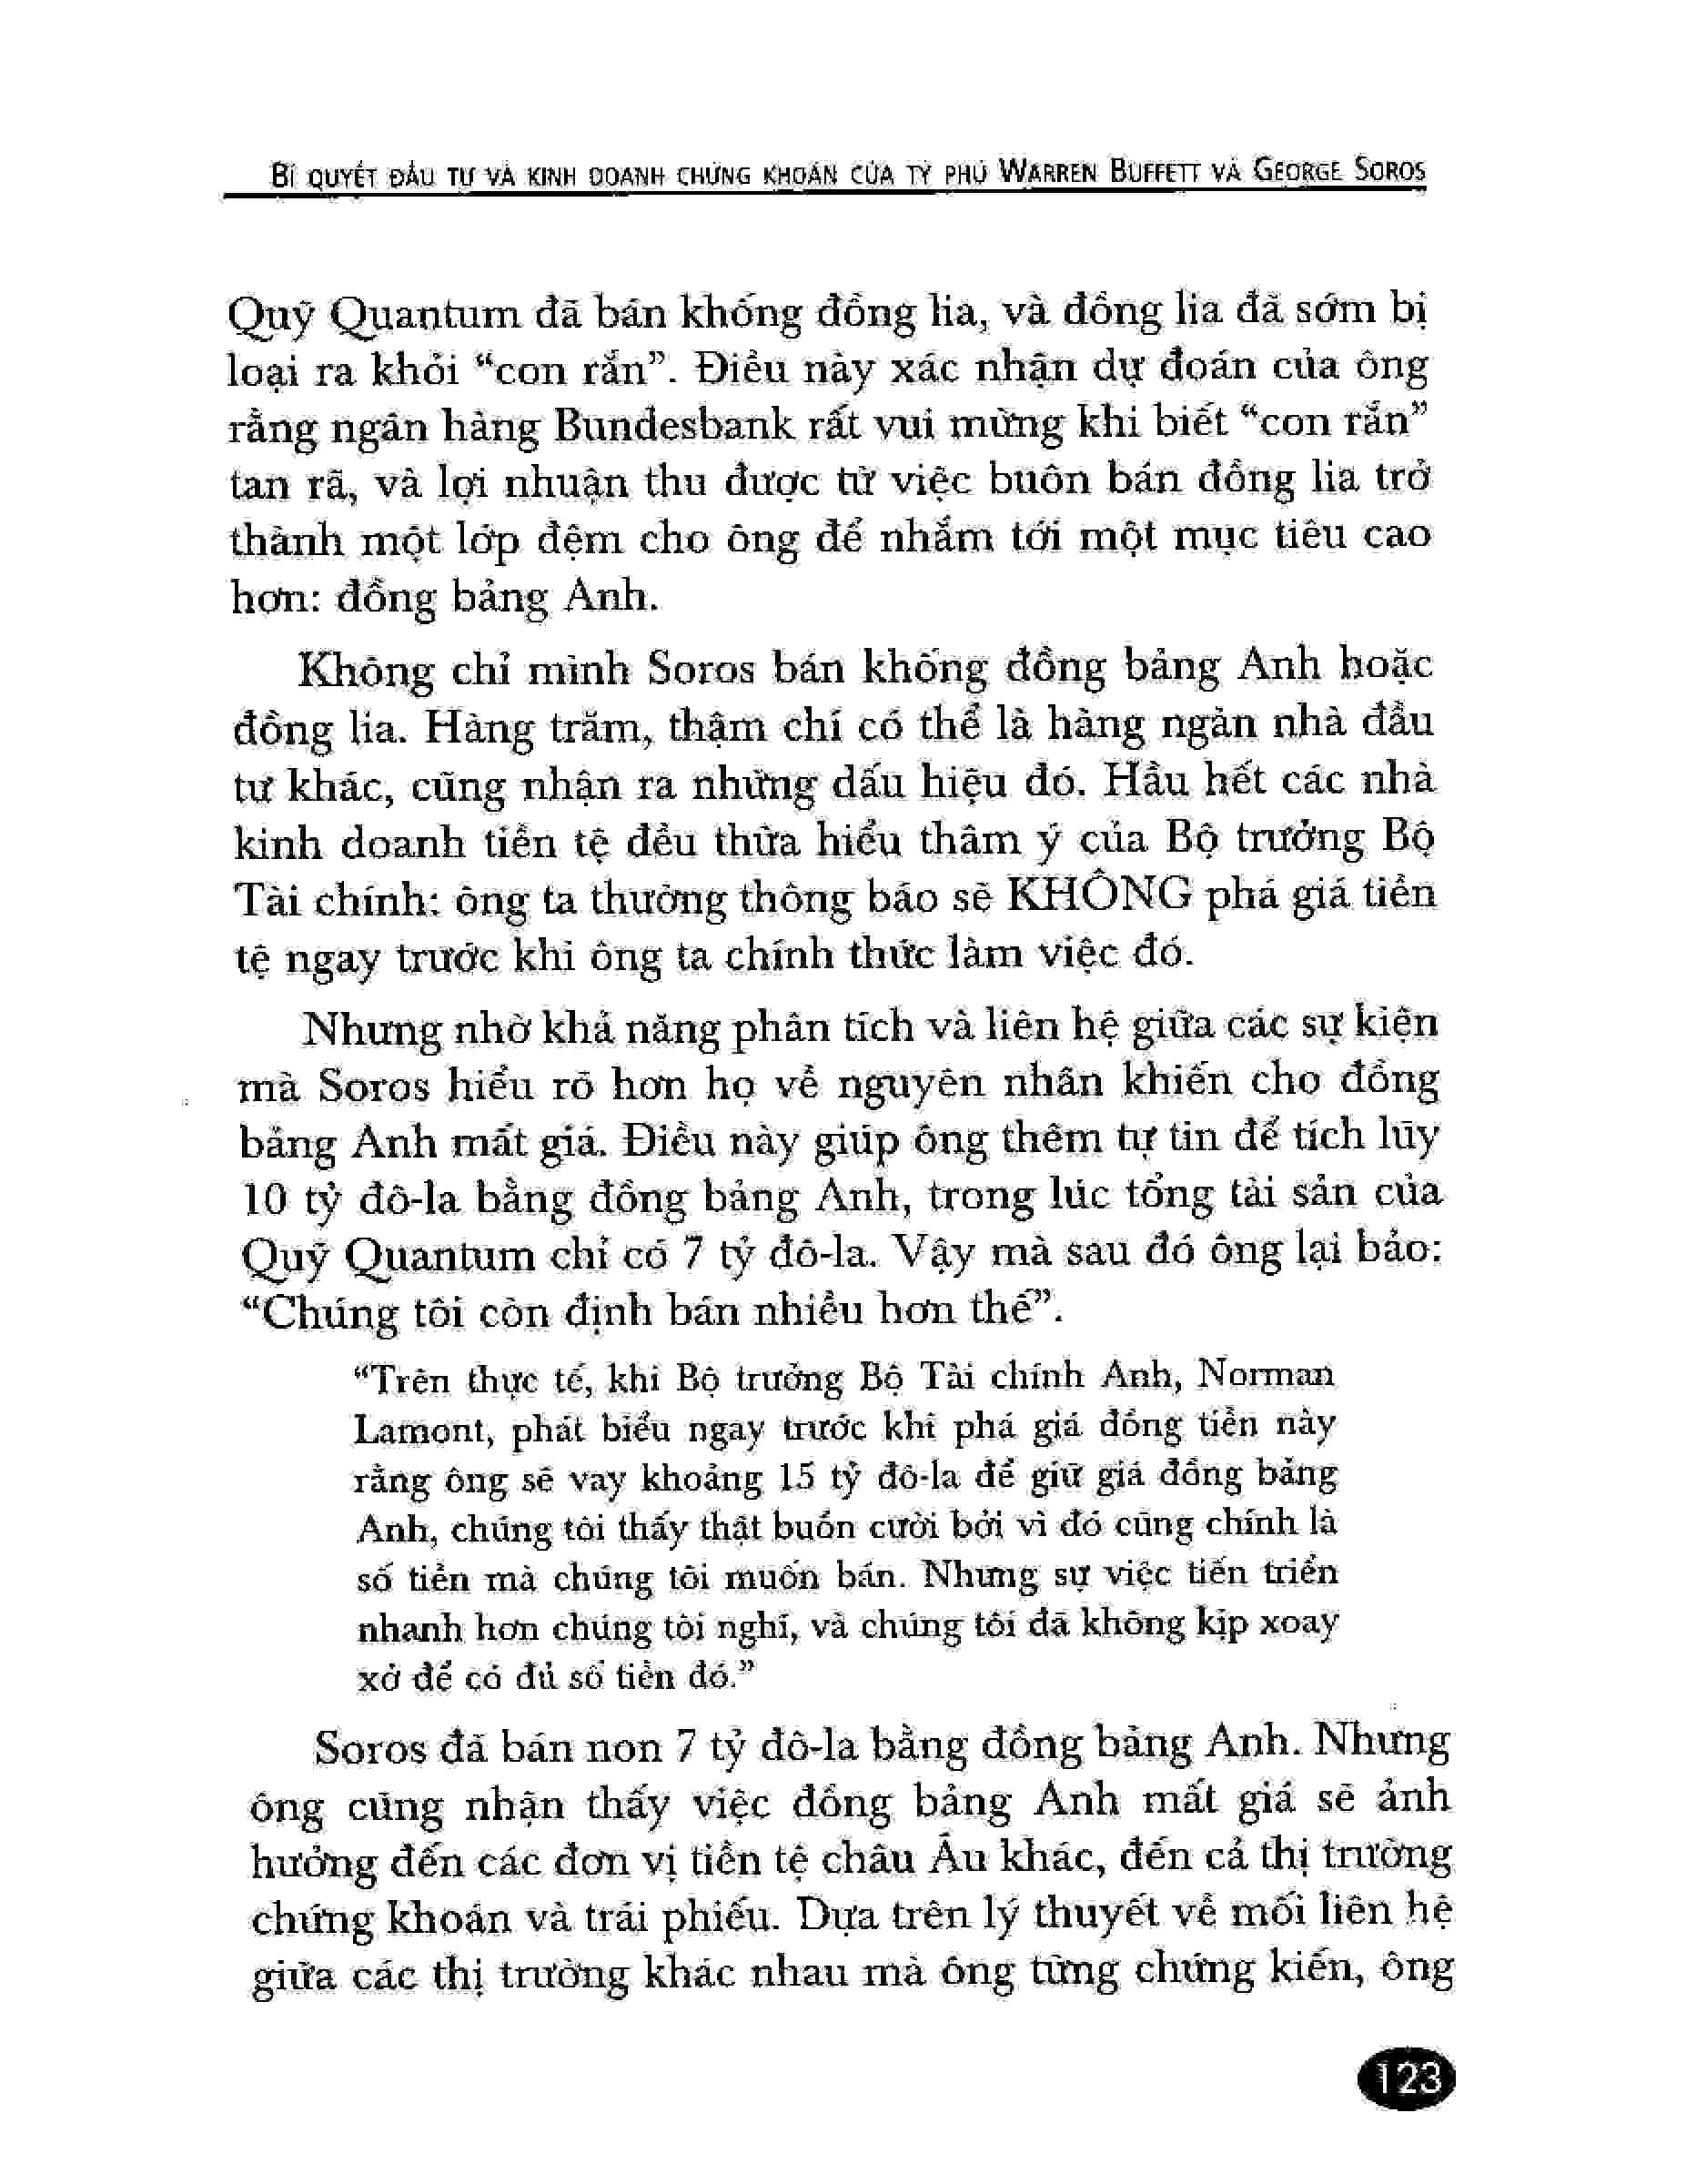 BÍ QUYẾT ĐẦU TƯ VÀ KINH DOANH CHỨNG KHOÁN CỦA TỶ PHÚ WARREN BUFFETT VÀ GEORGE SOROS
Quỹ Quantum đã bán khống đồng lia, và đồng lia đã sớm bị
loại ra khỏi “con rắn”. Điều này xác nhận dự đoán của ông
rằng ngân hàng Bundesbank rất vui mừng khi biết “con rắn”
tan rã, và lợi nhuận thu được từ việc buôn bán đồng lia trở
thành một lớp đệm cho ông để nhắm tới một mục tiêu cao
hơn: đồng bảng Anh.
Không chỉ mình Soros bán khống đồng bảng Anh hoặc
đồng lia. Hàng trăm, thậm chí có thể là hàng ngàn nhà đầu
tư khác, cũng nhận ra những dấu hiệu đó. Hầu hết các nhà
kinh doanh tiền tệ đều thừa hiểu thâm ý của Bộ trưởng Bộ
Tài chính: ông ta thường thông báo sẽ KHÔNG phá giá tiền
tệ ngay trước khi ông ta chính thức làm việc đó.
Nhưng nhờ khả năng phân tích và liên hệ giữa các sự kiện
mà Soros hiểu rõ hơn họ về nguyên nhân khiến cho đồng
bảng Anh mất giá. Điều này giúp ông thêm tự tin để tích lũy
10 tỷ đô-la bằng đồng bảng Anh, trong lúc tổng tài sản của
Quỹ Quantum chỉ có 7 tỷ đô-la. Vậy mà sau đó ông lại bảo:
“Chúng tôi còn định bán nhiều hơn thế”.
“Trên thực tế, khi Bộ trưởng Bộ Tài chính Anh, Norman
Lamont, phát biểu ngay trước khi phá giá đồng tiền này
rằng ông sẽ vay khoảng 15 tỷ đô-la để giữ giá đồng bảng
Anh, chúng tôi thấy thật buồn cười bởi vì đó cũng chính là
số tiền mà chúng tôi muốn bán. Nhưng sự việc tiến triển
nhanh hơn chúng tôi nghĩ, và chúng tôi đã không kịp xoay
xở để có đủ số tiền đó.”
Soros đã bán non 7 tỷ đô-la bằng đồng bảng Anh. Nhưng
ông cũng nhận thấy việc đồng bảng Anh mất giá sẽ ảnh
hưởng đến các đơn vị tiền tệ châu Âu khác, đến cả thị trường
chứng khoán và trái phiếu. Dựa trên lý thuyết về mối liên hệ
giữa các thị trường khác nhau mà ông từng chứng kiến, ông
123